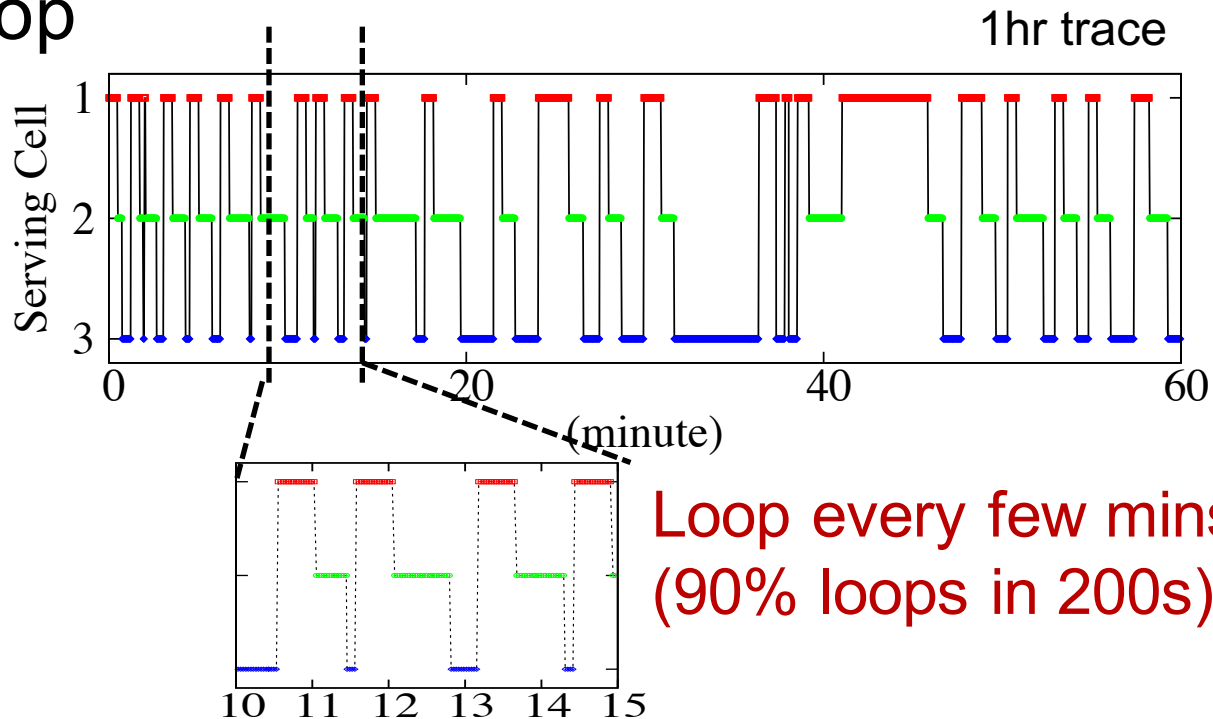 op
1hr trace
Serving Cell
1
2
3
0 20 40 60
(minute)
Loop every few mins
(90% loops in 200s)
10 11 12 13 14 15